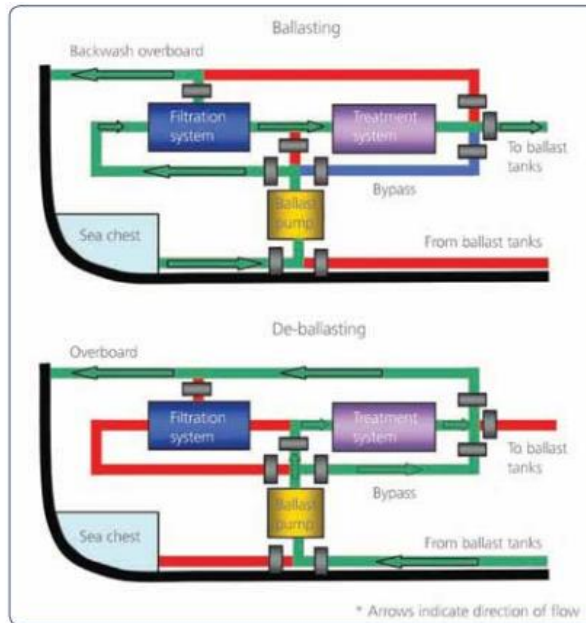 Ballasting
Backwash overboard
Filtration
system
Treatment
system
To ballast
tanks
Bypass
Ballast
pump
Sea chest
From ballast tanks
De-ballasting
Overboard
Filtration
system
Treatment
system
To ballast
tanks
Bypass
Ballast
pump
Sea chest
From ballast tanks
* Arrows indicate direction of flow